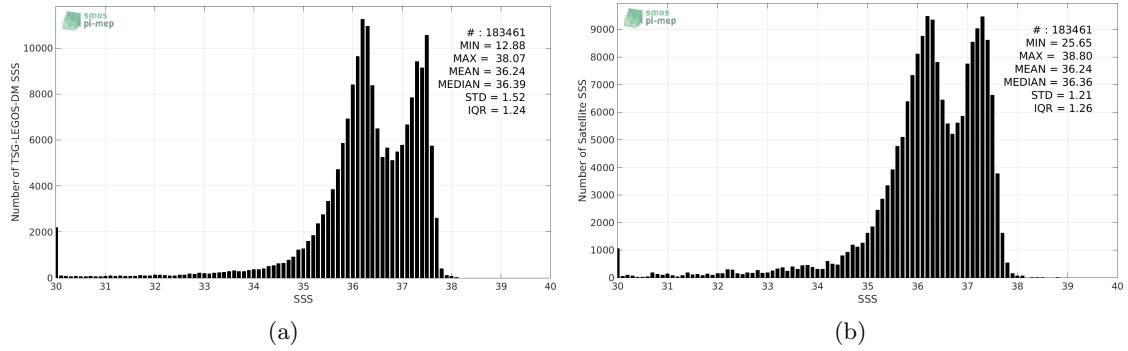 smos
pi-mep
# : 183461
MIN = 12.88
MAX = 38.07
MEAN = 36.24
MEDIAN = 36.39
STD = 1.52
IQR = 1.24
Number of TSG-LEGOS-DM SSS
10000
8000
6000
4000
2000
0
30 31 32 33 34 35 36 37 38 39 40
SSS
(a)
smos
pi-mep
# : 183461
MIN = 25.65
MAX = 38.80
MEAN = 36.24
MEDIAN = 36.36
STD = 1.21
IQR = 1.26
Number of Satellite SSS
9000
8000
7000
6000
5000
4000
3000
2000
1000
0
30 31 32 33 34 35 36 37 38 39 40
SSS
(b)